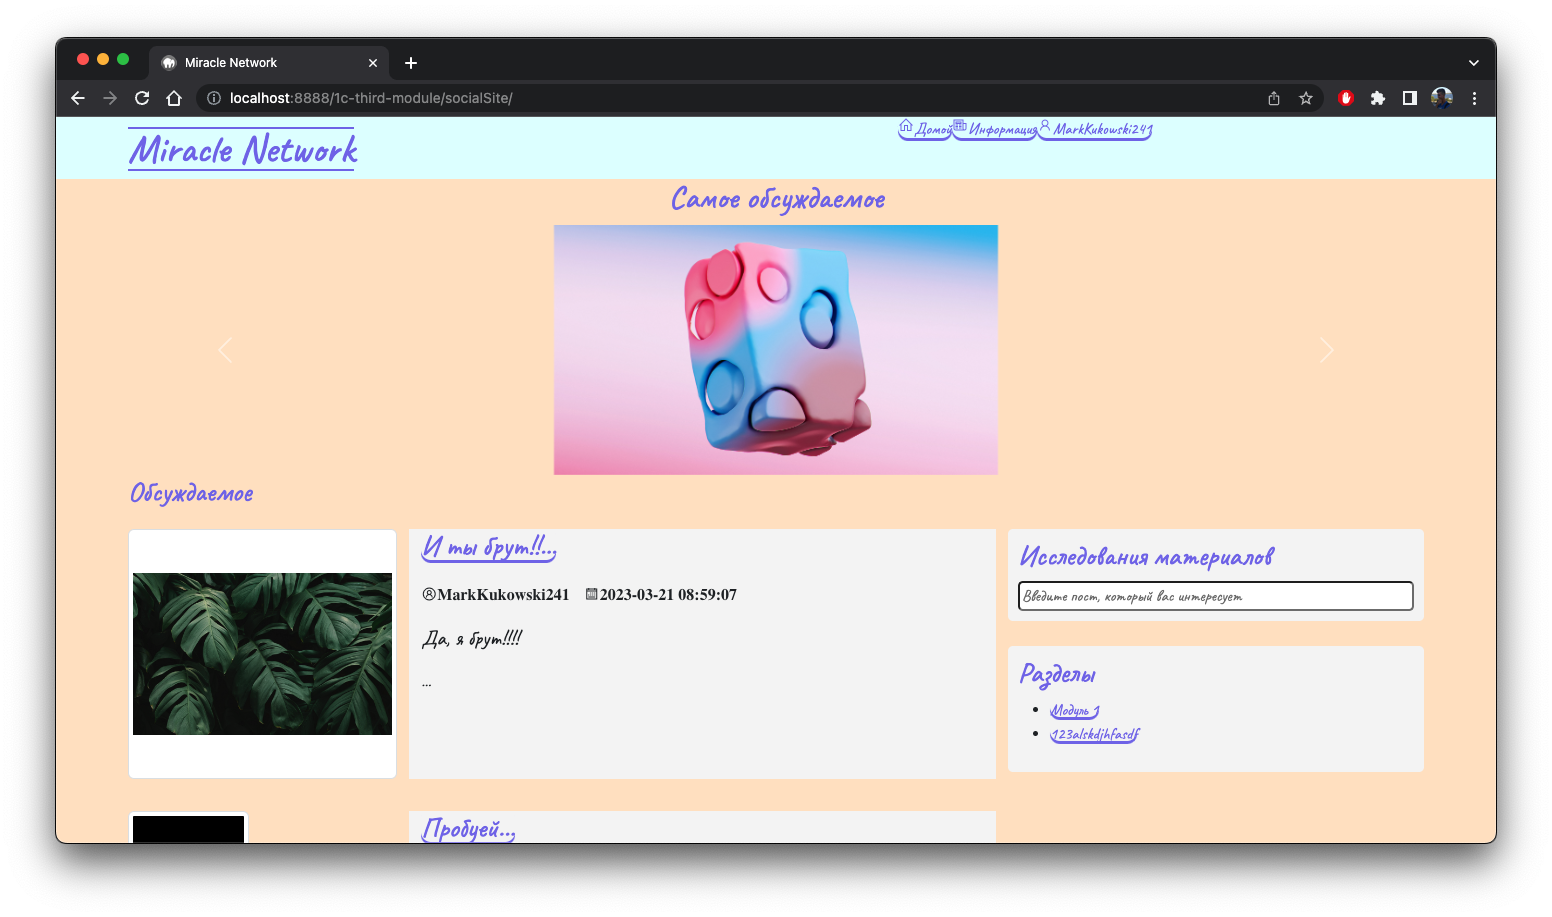 Miracle Network
localhost:8888/1c-third-module/socialSite/
Miracle Network
Домой Информация MarkKukowski241
Самое обсуждаемое
Обсуждаемое
И ты брут!!...
MarkKukowski241 2023-03-21 08:59:07
Да, я брут!!!!
...
Исследования материалов
Введите пост, который вас интересует
Разделы
Модуль 1
123alskdjhfasdf
Пробуей...